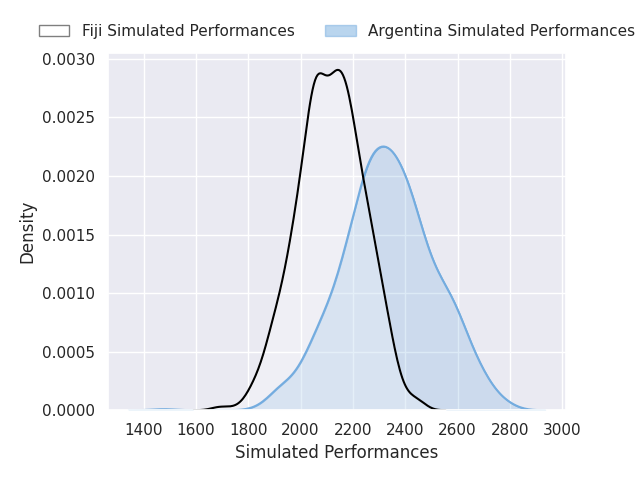 Fiji Simulated Performances
Argentina Simulated Performances
0.0030
0.0025
0.0020
0.0015
0.0010
0.0005
0.0000
Density
1400 1600 1800 2000 2200 2400 2600 2800 3000
Simulated Performances